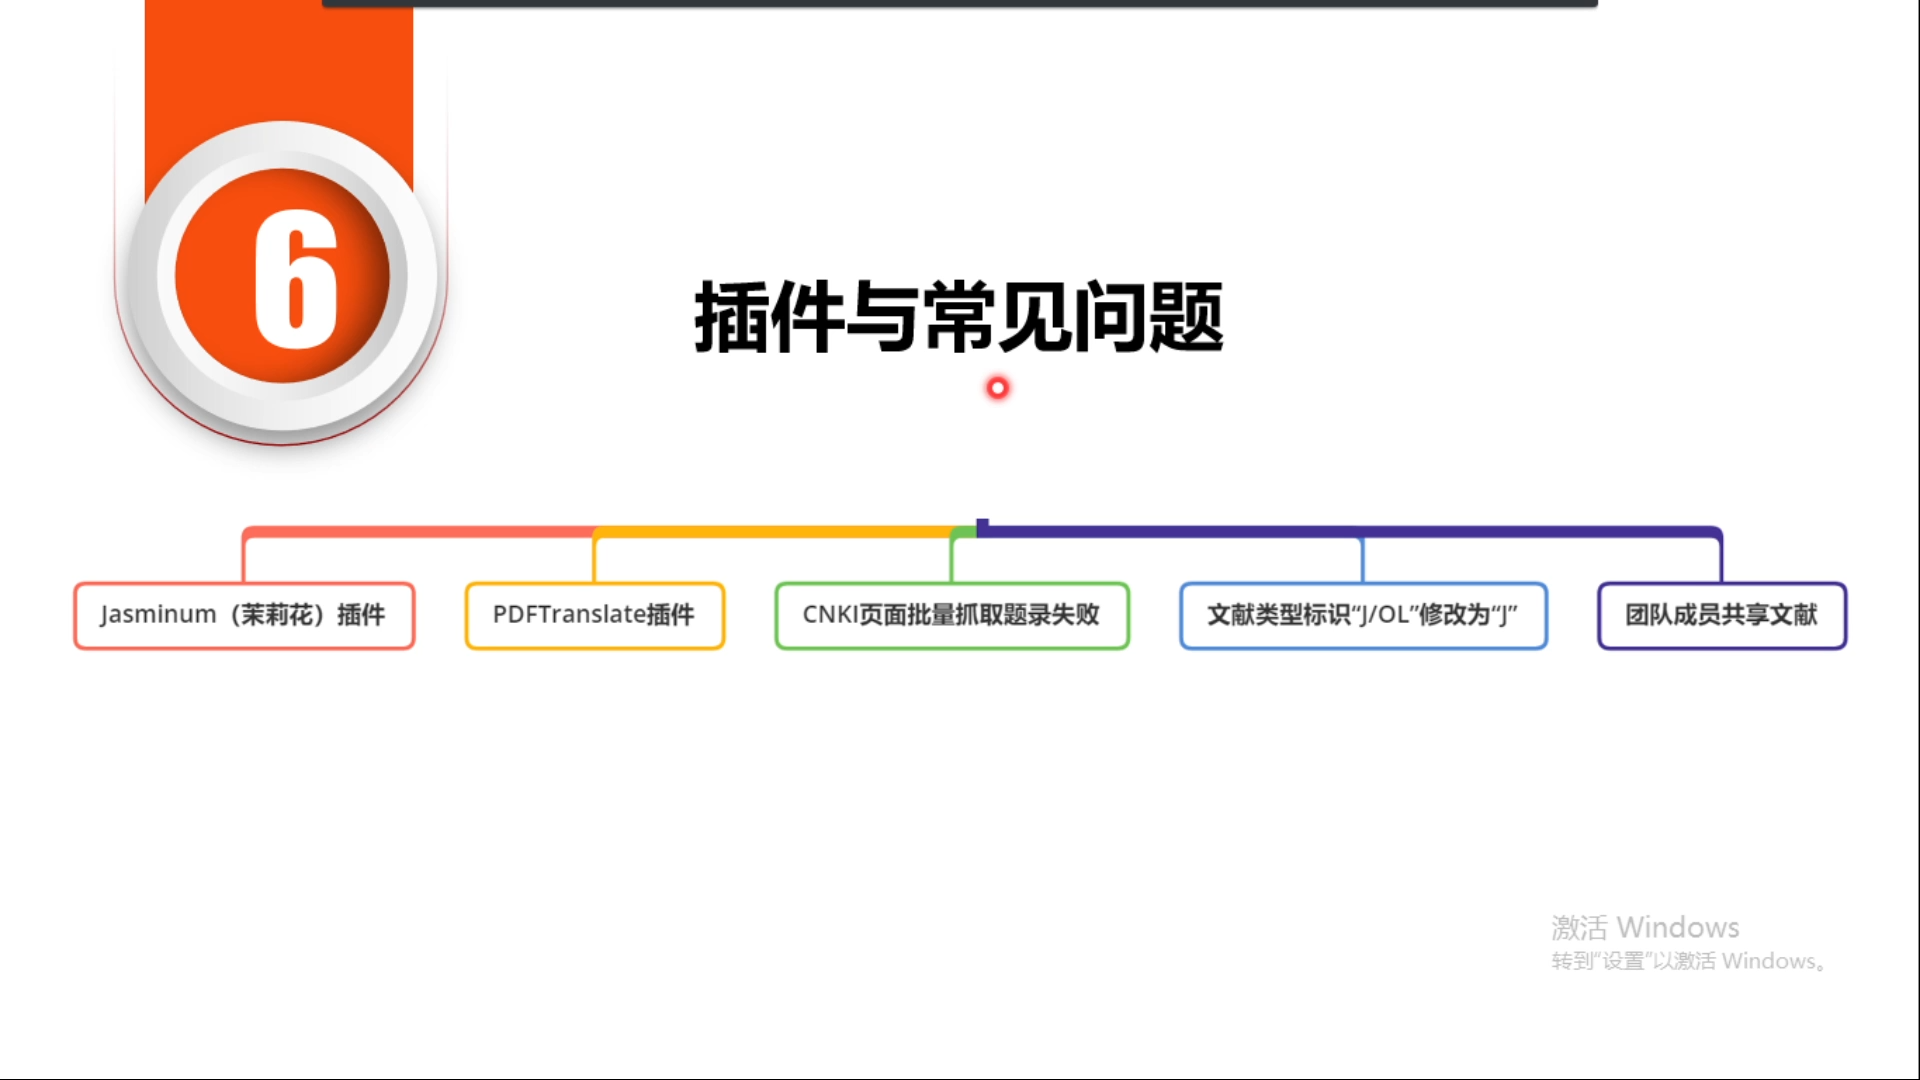 6
插件与常见问题
Jasminum（茉莉花）插件
PDFTranslate插件
CNKI页面批量抓取题录失败
文献类型标识“J/OL”修改为“J”
团队成员共享文献
激活 Windows
转到“设置”以激活 Windows。